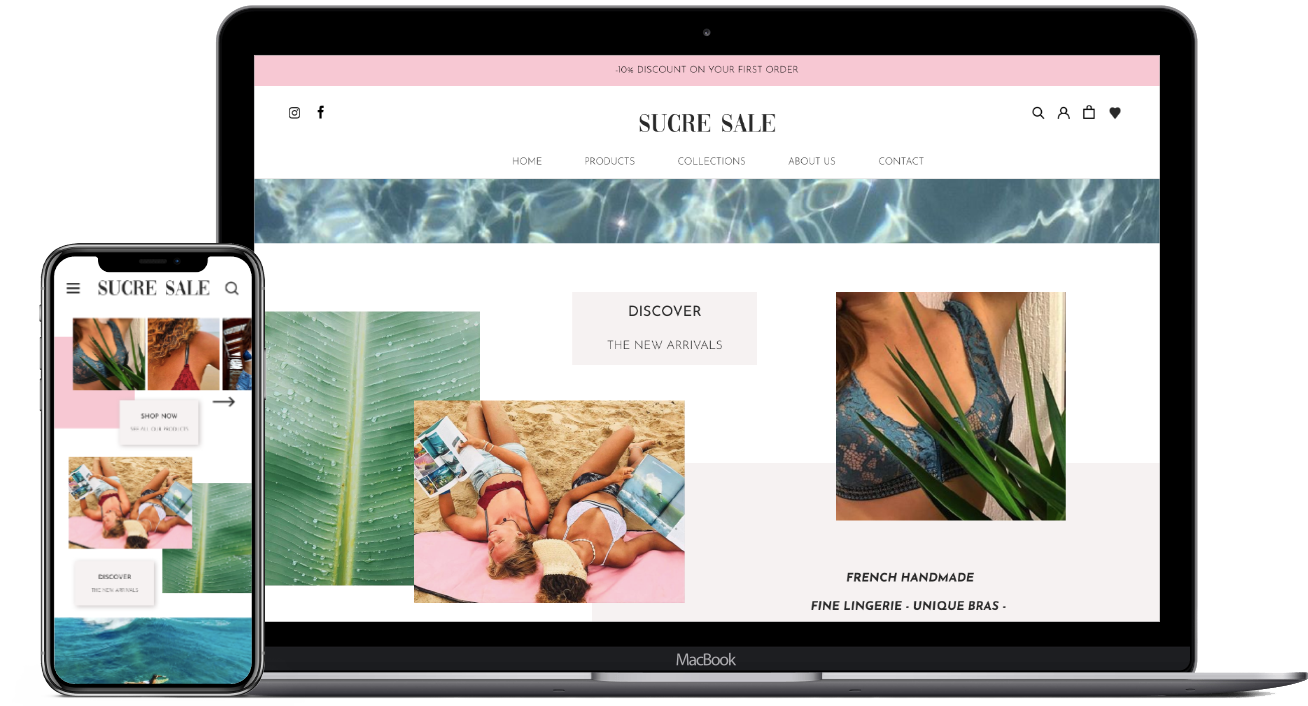 -10% DISCOUNT ON YOUR FIRST ORDER
SUCRE SALE
HOME PRODUCTS COLLECTIONS ABOUT US CONTACT
DISCOVER
THE NEW ARRIVALS
FRENCH HANDMADE
FINE LINGERIE - UNIQUE BRAS -
MacBook
SUCRE SALE
SHOP NOW
SEE ALL OUR PRODUCTS
DISCOVER
THE NEW ARRIVALS